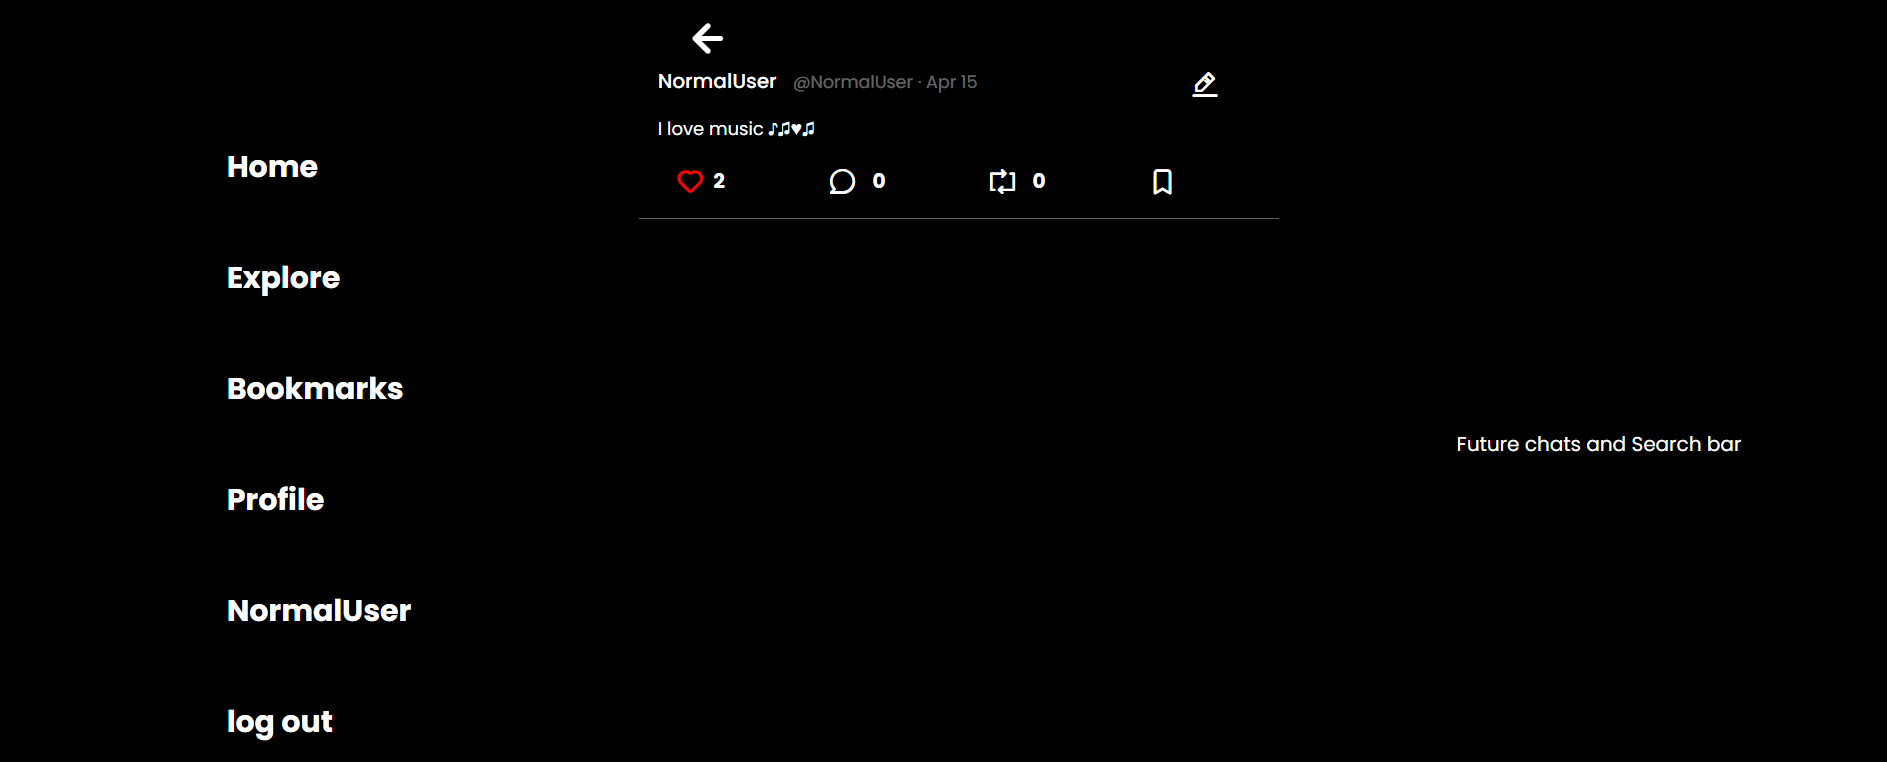 Home
Explore
Bookmarks
Profile
NormalUser
log out
NormalUser @NormalUser · Apr 15
I love music ♪♫♥♫
2 0 0
Future chats and Search bar